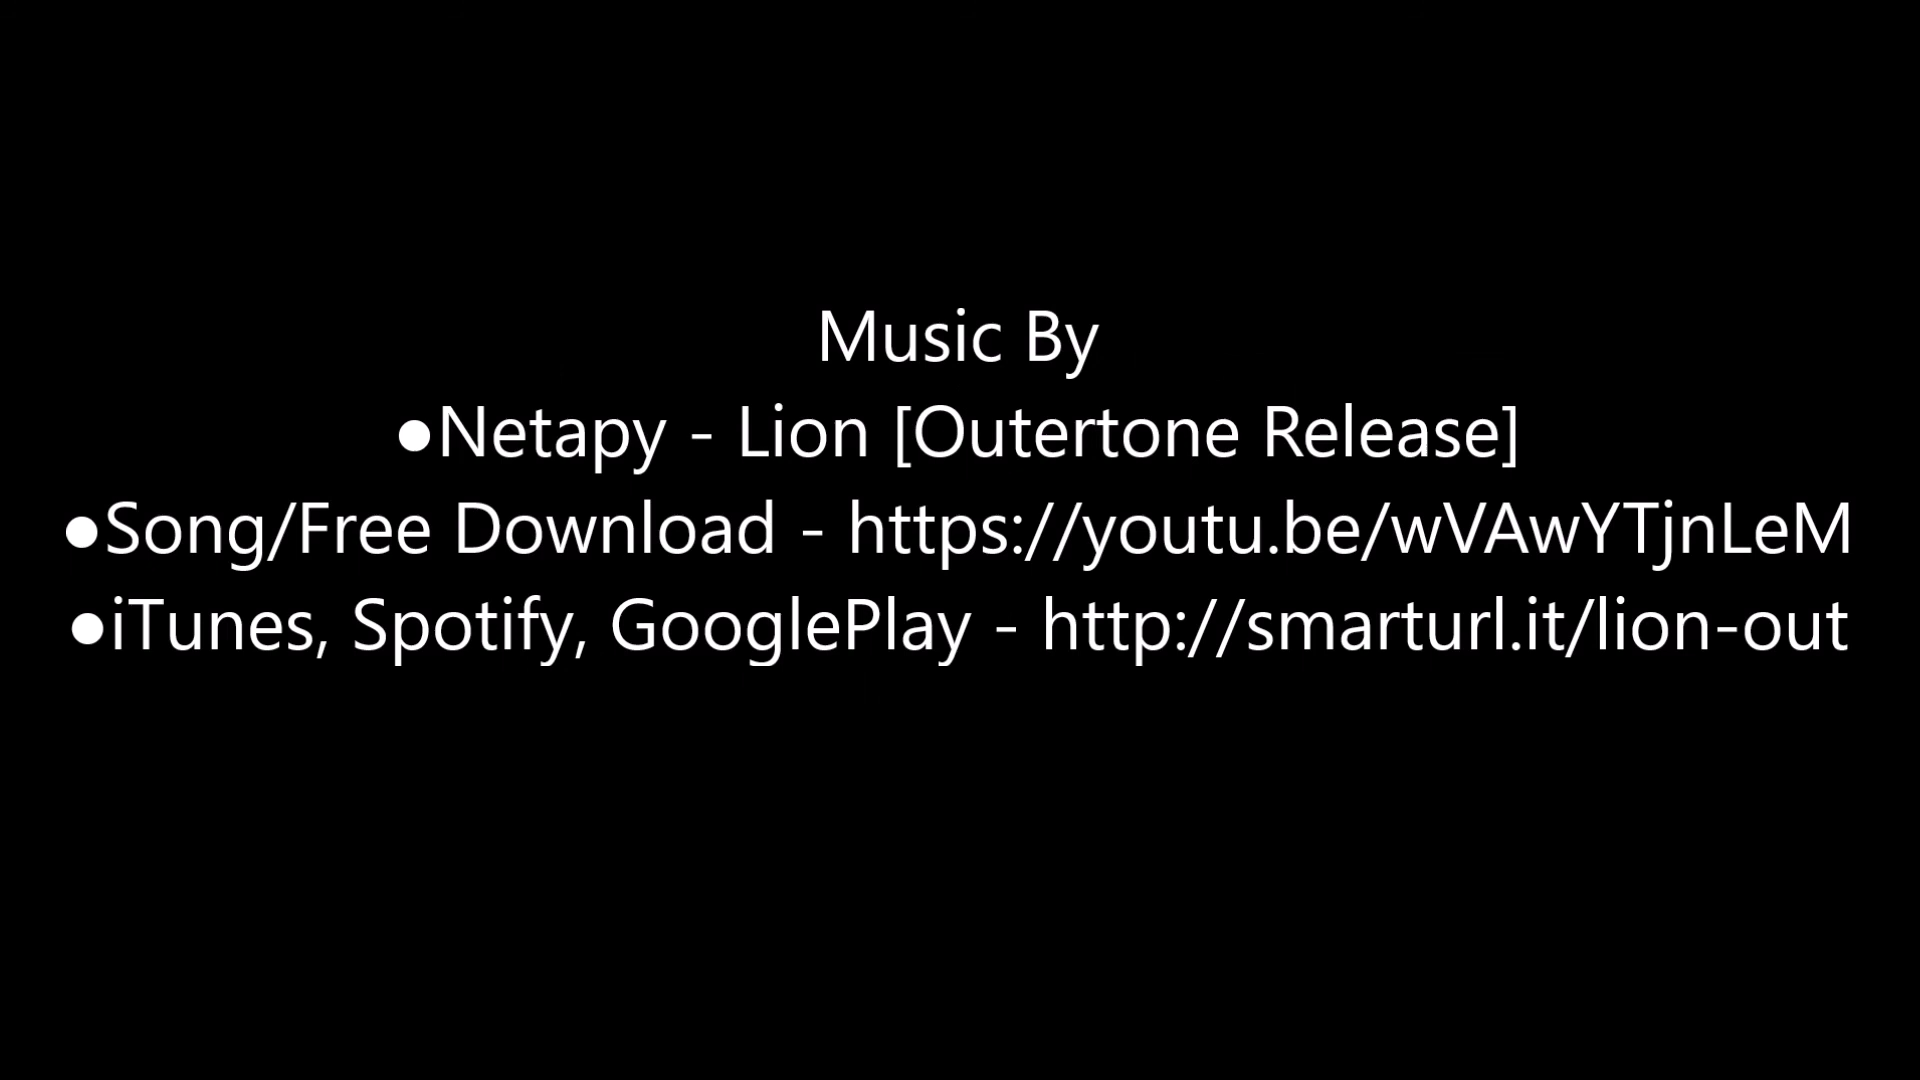 Music By
●Netapy - Lion [Outertone Release]
●Song/Free Download - https://youtu.be/wVAwYTjnLeM
●iTunes, Spotify, GooglePlay - http://smarturl.it/lion-out